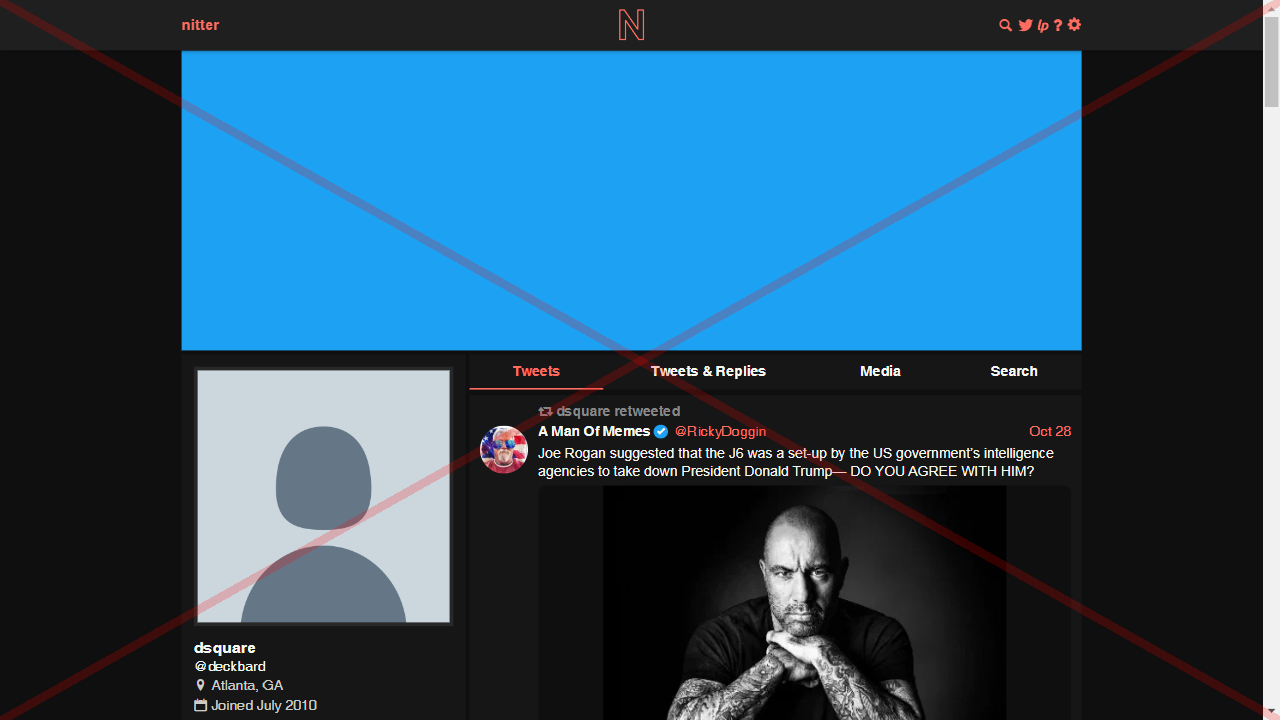 nitter
N
lp ?
Tweets
Tweets & Replies
Media
Search
dsquare retweeted
A Man Of Memes @RickyDoggin Oct 28
Joe Rogan suggested that the J6 was a set-up by the US government's intelligence
agencies to take down President Donald Trump— DO YOU AGREE WITH HIM?
dsquare
@deckbard
Atlanta, GA
Joined July 2010